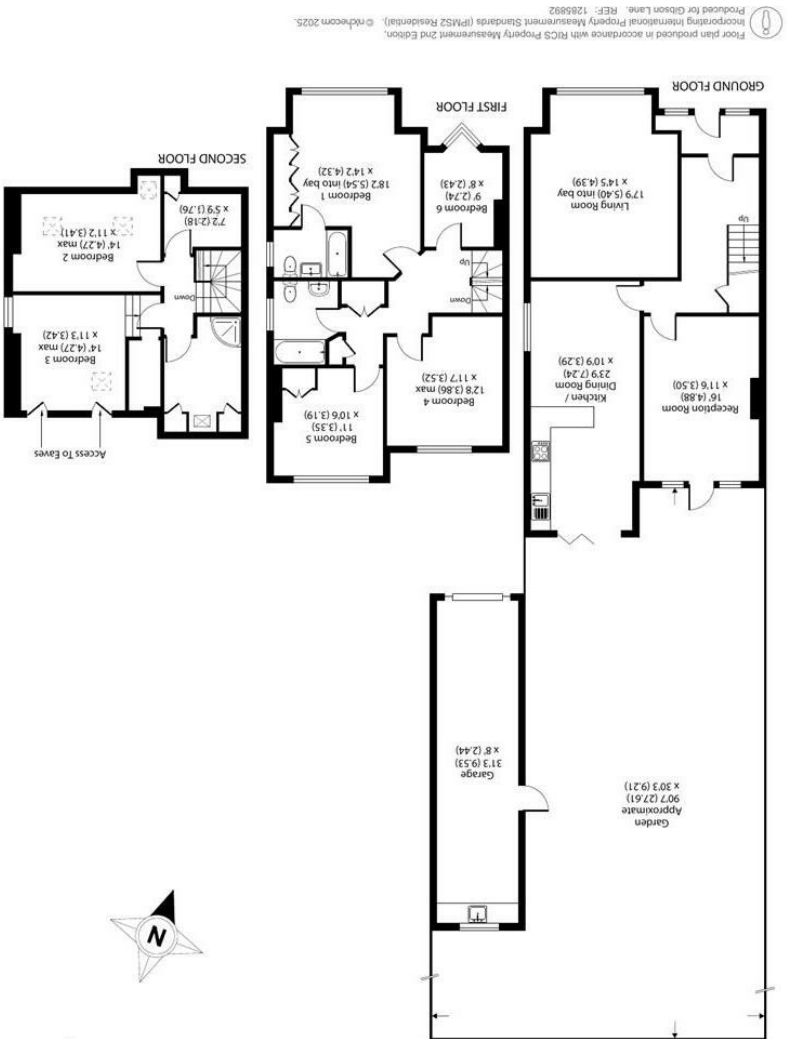 N
Garden
Approximate
90'7 (27.61)
x 30'3 (9.21)
Garage
31'3 (9.53)
x 8' (2.44)
Reception Room
16' (4.88)
x 11'6 (3.50)
Kitchen /
Dining Room
23'9 (7.24)
x 10'9 (3.29)
Up
Living Room
17'9 (5.40) into bay
x 14'5 (4.39)
GROUND FLOOR
Bedroom 4
12'8 (3.86) max
x 11'7 (3.52)
Bedroom 5
11' (3.35)
x 10'6 (3.19)
Down
Up
Bedroom 6
9' (2.74)
x 8' (2.43)
Bedroom 1
18'2 (5.54) into bay
x 14'2 (4.32)
FIRST FLOOR
Access To Eaves
Bedroom 3
14' (4.27) max
x 11'3 (3.42)
Down
7'2 (2.18)
x 5'9 (1.76)
Bedroom 2
14' (4.27) max
x 11'2 (3.41)
SECOND FLOOR
Floor plan produced in accordance with RICS Property Measurement 2nd Edition,
Incorporating International Property Measurement Standards (IPMS2 Residential). © nichecom 2025.
Produced for Gibson Lane. REF: 1285892